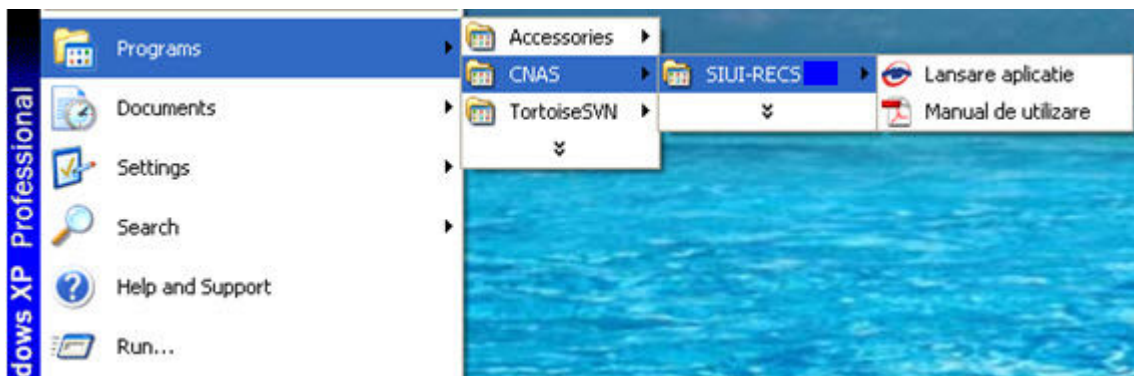 Programs
Documents
Settings
Search
Help and Support
Run...
Accessories
CNAS
TortoiseSVN
SIUI-RECS
Lansare aplicatie
Manual de utilizare
dows XP Professional